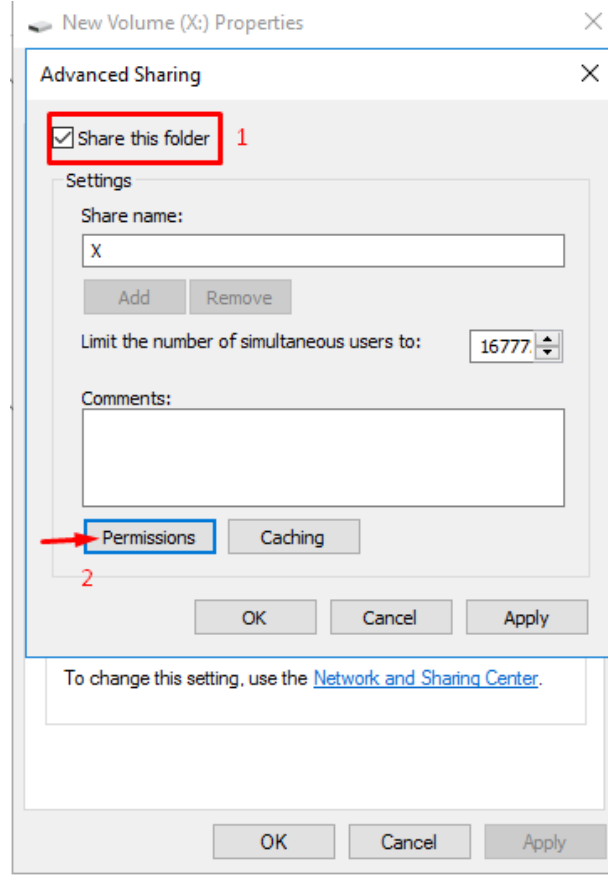 New Volume (X:) Properties
Advanced Sharing
Share this folder 1
Settings
Share name:
X
Add Remove
Limit the number of simultaneous users to: 16777
Comments:
Permissions Caching
2
OK Cancel Apply
To change this setting, use the Network and Sharing Center.
OK Cancel Apply